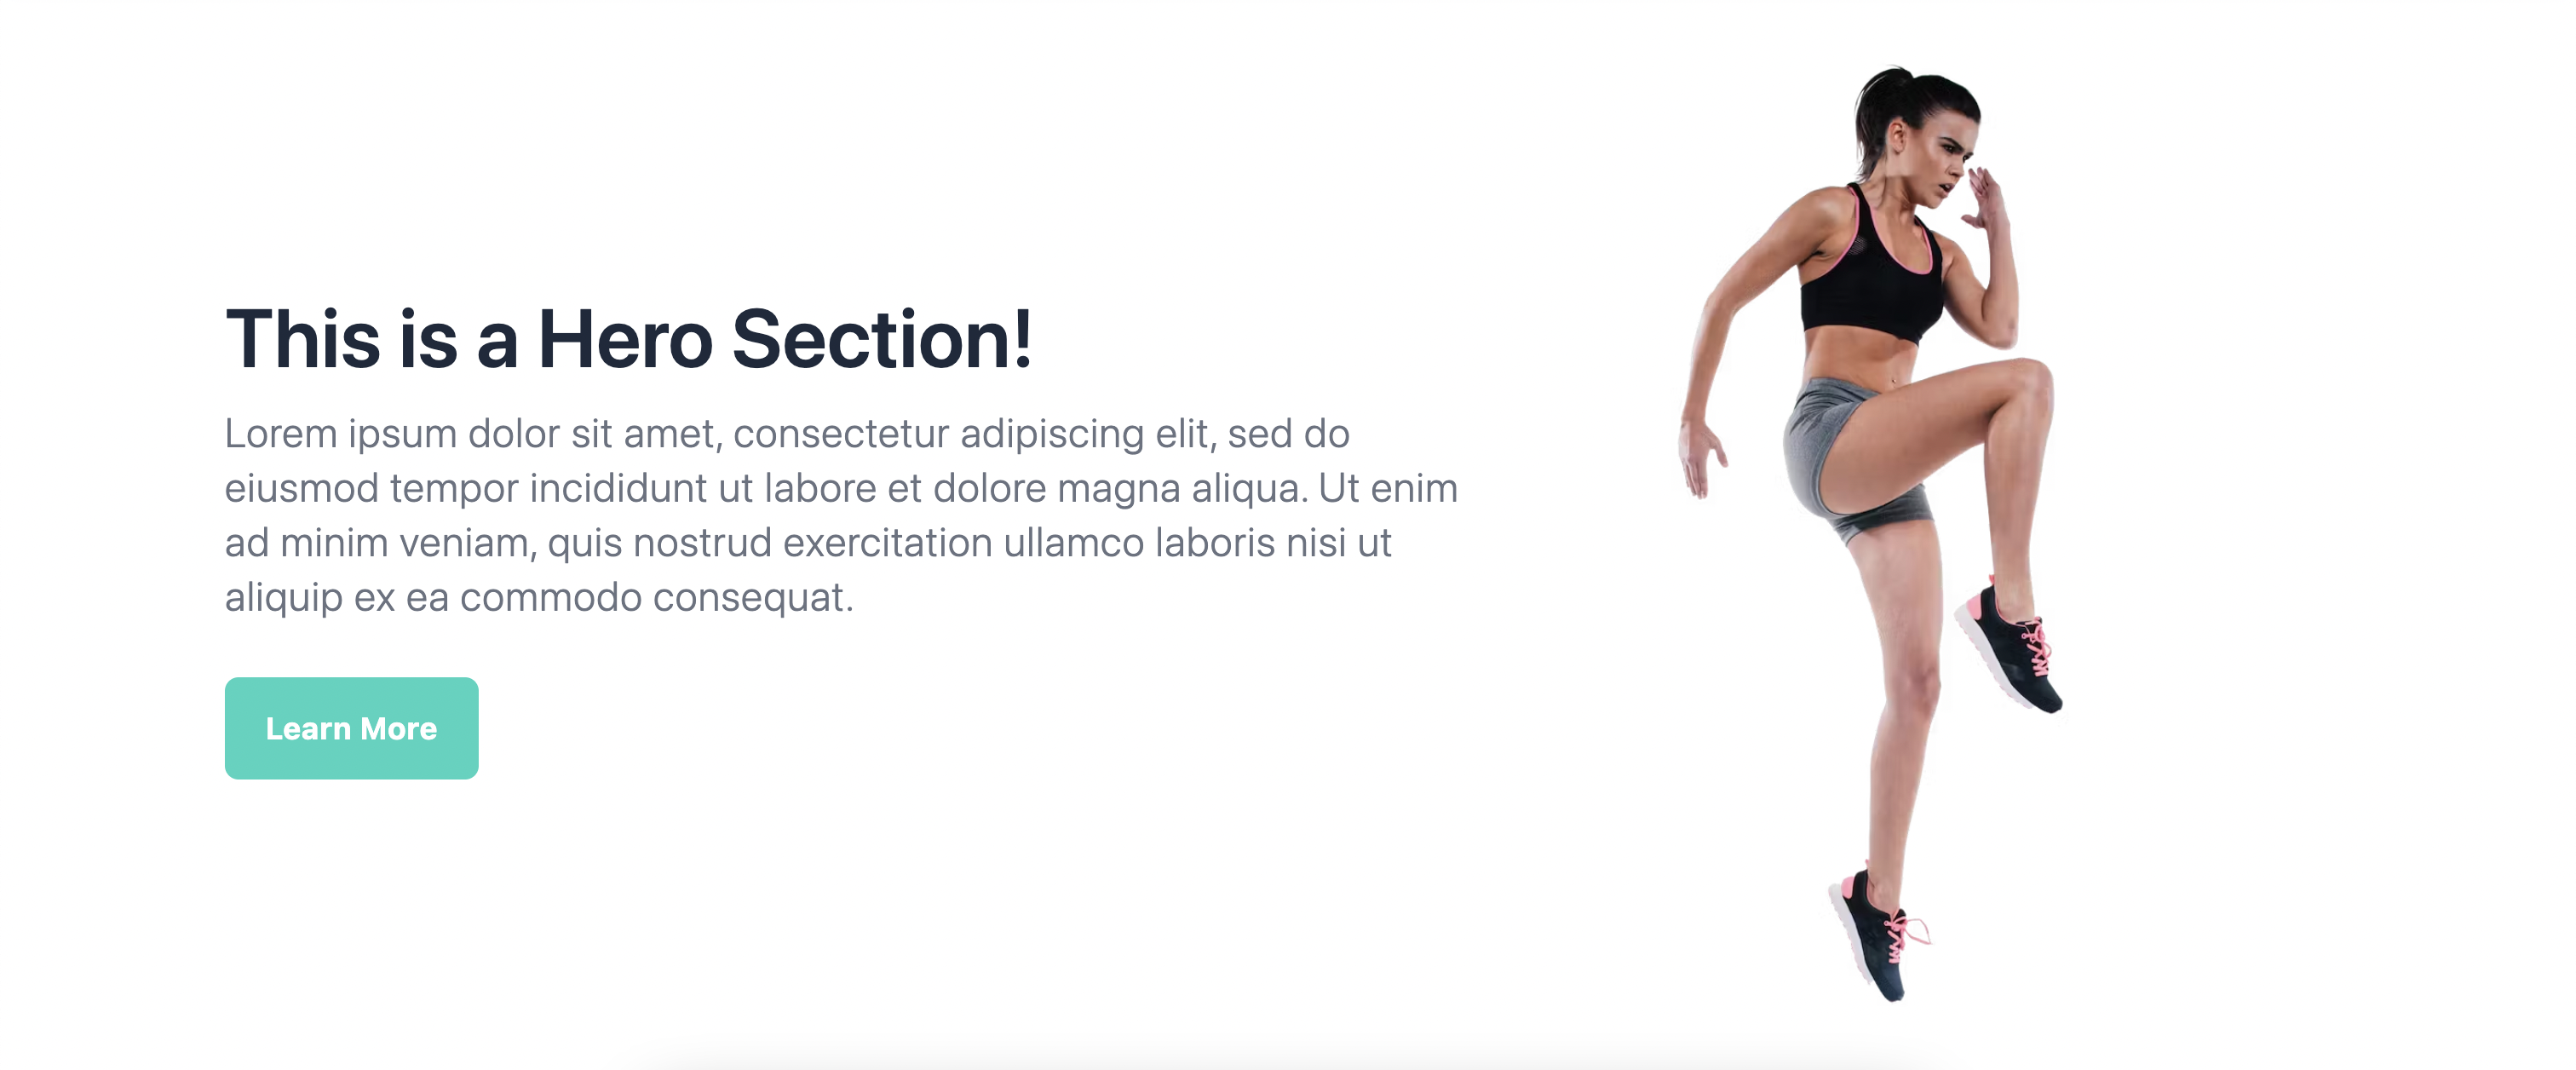 This is a Hero Section!
Lorem ipsum dolor sit amet, consectetur adipiscing elit, sed do
eiusmod tempor incididunt ut labore et dolore magna aliqua. Ut enim
ad minim veniam, quis nostrud exercitation ullamco laboris nisi ut
aliquip ex ea commodo consequat.
Learn More